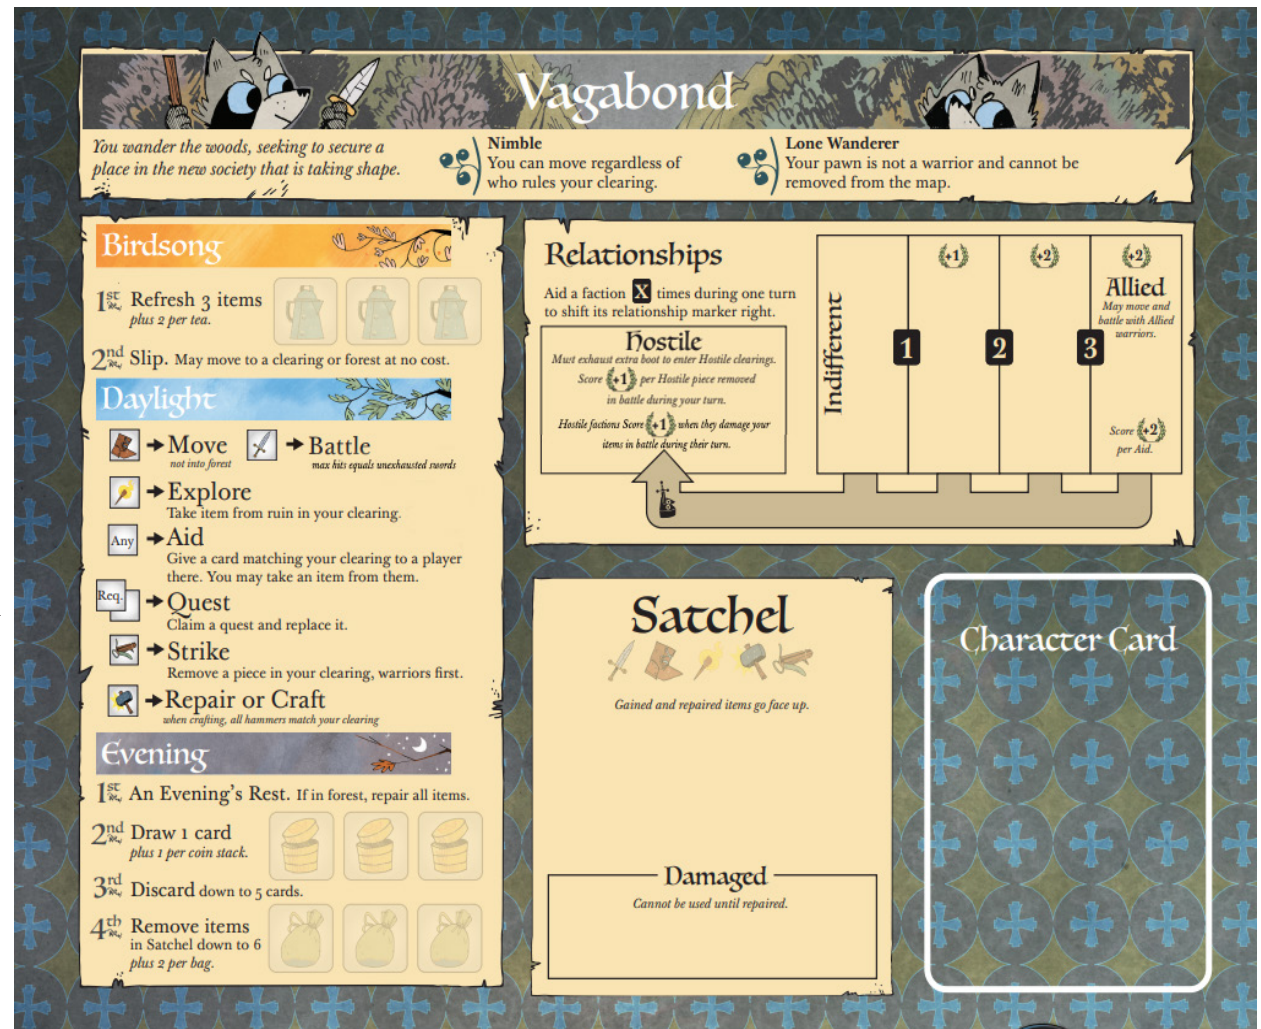 Vagabond
You wander the woods, seeking to secure a
place in the new society that is taking shape.
Nimble
You can move regardless of
who rules your clearing.
Lone Wanderer
Your pawn is not a warrior and cannot be
removed from the map.
Birdsong
1st Refresh 3 items
plus 2 per tea.
2nd Slip. May move to a clearing or forest at no cost.
Daylight
Move
not into forest
Battle
max hits equals unexhausted swords
Explore
Take item from ruin in your clearing.
Any
Aid
Give a card matching your clearing to a player
there. You may take an item from them.
Req.
Quest
Claim a quest and replace it.
Strike
Remove a piece in your clearing, warriors first.
Repair or Craft
when crafting, all hammers match your clearing
Evening
1st An Evening's Rest. If in forest, repair all items.
2nd Draw 1 card
plus 1 per coin stack.
3rd Discard down to 5 cards.
4th Remove items
in Satchel down to 6
plus 2 per bag.
Relationships
Aid a faction X times during one turn
to shift its relationship marker right.
Hostile
Must exhaust extra boot to enter Hostile clearings.
Score +1 per Hostile piece removed
in battle during your turn.
Hostile factions Score +1 when they damage your
items in battle during their turn.
Indifferent
1
+1
2
+2
3
+2
Allied
May move and
battle with Allied
warriors.
Score +2
per Aid.
Satchel
Gained and repaired items go face up.
Damaged
Cannot be used until repaired.
Character Card